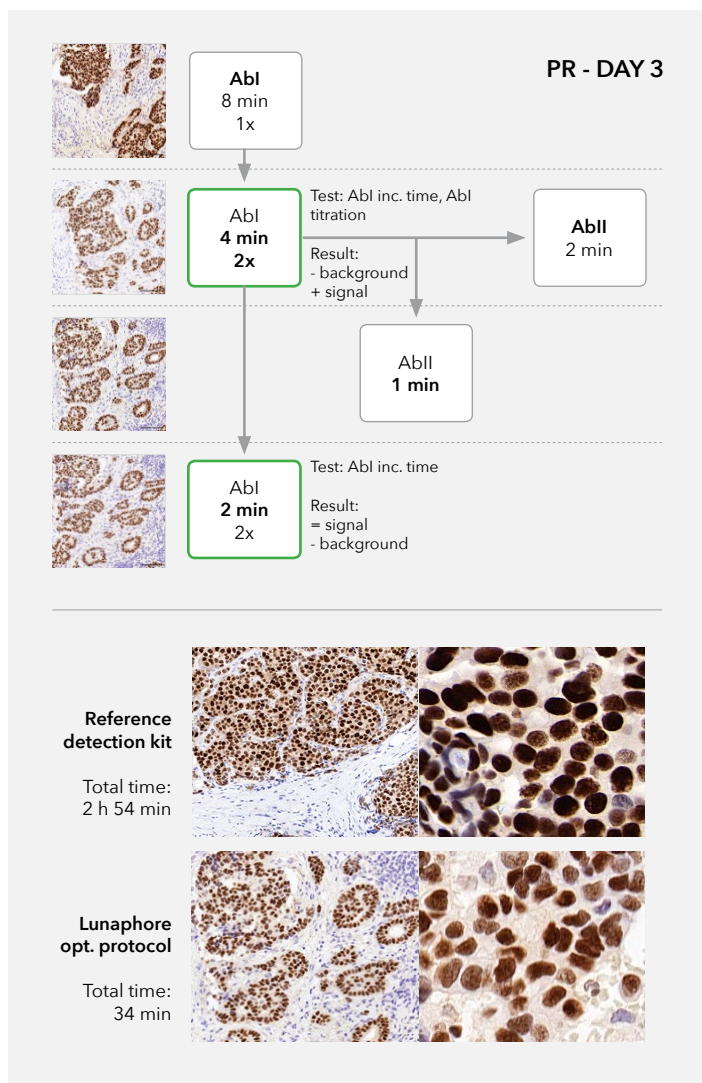 PR - DAY 3
AbI
8 min
1x
AbI
4 min
2x
Test: AbI inc. time, AbI
titration
Result:
- background
+ signal
AbII
2 min
AbII
1 min
AbI
2 min
2x
Test: AbI inc. time
Result:
= signal
- background
Reference
detection kit
Total time:
2 h 54 min
Lunaphore
opt. protocol
Total time:
34 min